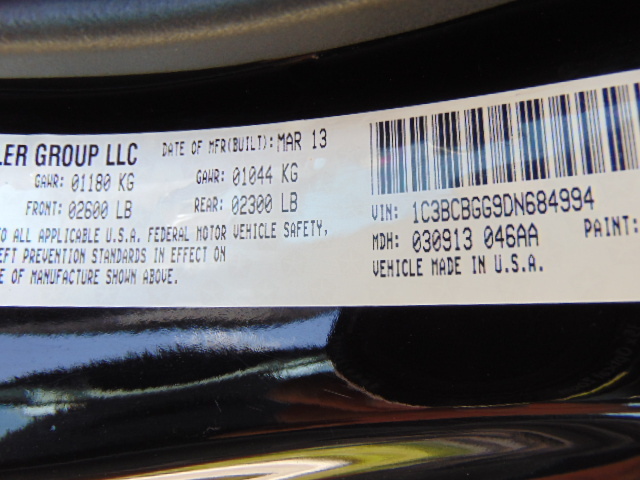 LER GROUP LLC DATE OF MFR(BUILT): MAR 13
GAWR: 01180 KG GAWR: 01044 KG
FRONT: 02600 LB REAR: 02300 LB
TO ALL APPLICABLE U.S.A. FEDERAL MOTOR VEHICLE SAFETY,
EFT PREVENTION STANDARDS IN EFFECT ON
E OF MANUFACTURE SHOWN ABOVE.
VIN: 1C3BCBGG9DN684994
MDH: 030913 046AA PAINT:
VEHICLE MADE IN U.S.A.